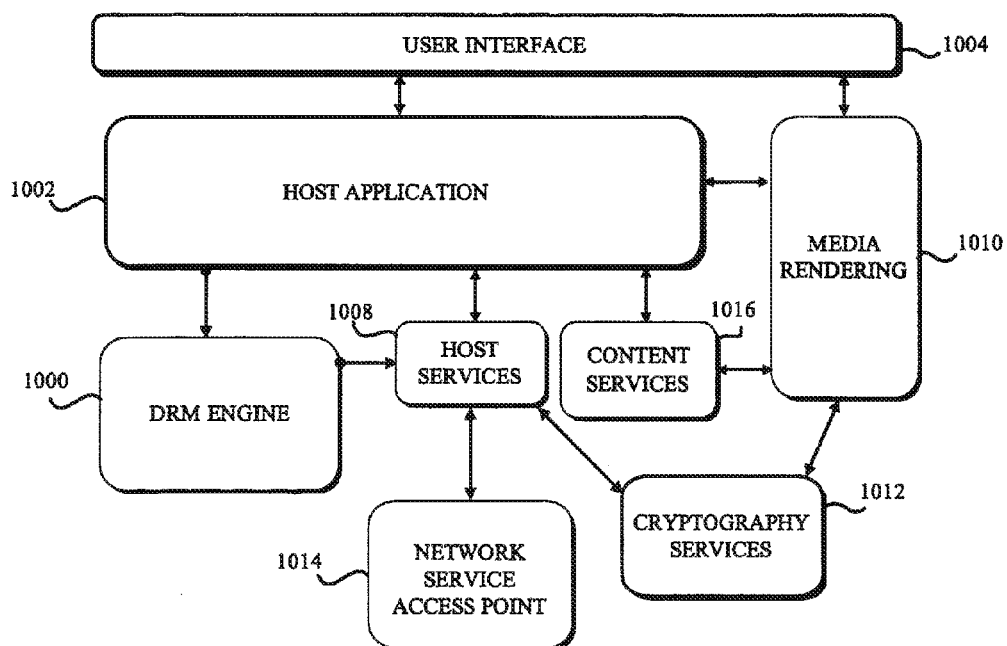 USER INTERFACE
1004
1002
HOST APPLICATION
MEDIA
RENDERING
1010
1008
HOST
SERVICES
1016
CONTENT
SERVICES
1000
DRM ENGINE
1012
CRYPTOGRAPHY
SERVICES
1014
NETWORK
SERVICE
ACCESS POINT